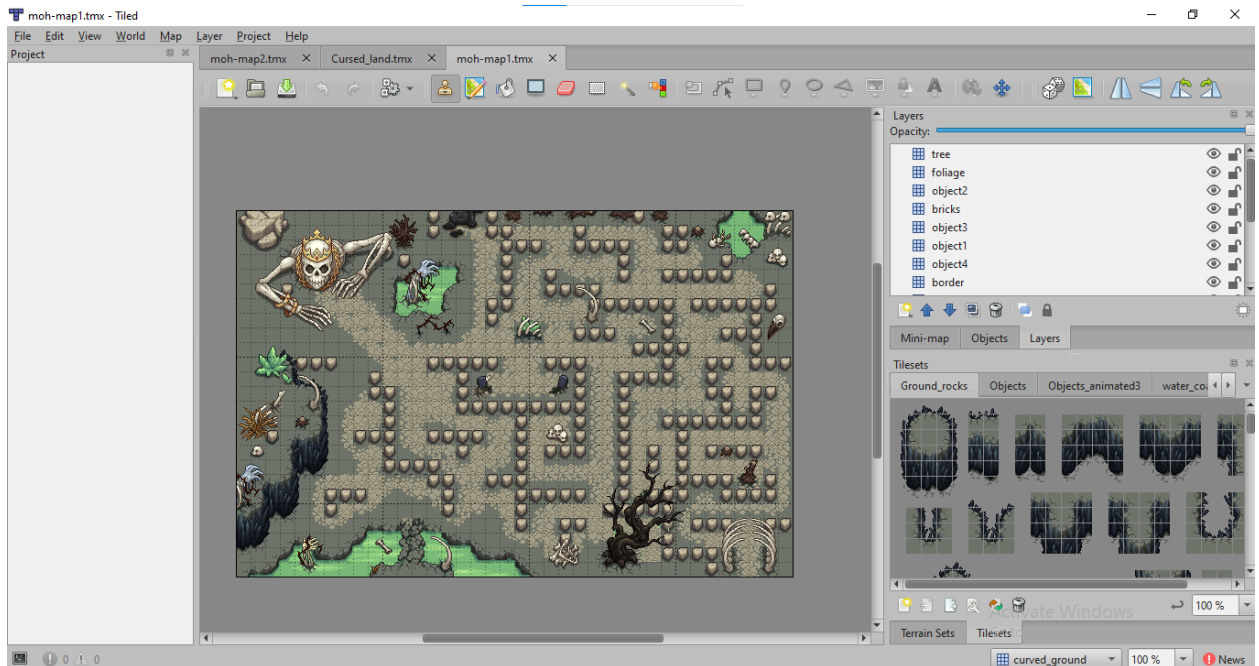 moh-map1.tmx - Tiled
File Edit View World Map Layer Project Help
Project
moh-map2.tmx Cursed_land.tmx moh-map1.tmx
Layers
Opacity:
tree
foliage
object2
bricks
object3
object1
object4
border
Mini-map Objects Layers
Tilesets
Ground_rocks Objects Objects_animated3
Activate Windows
100 %
Terrain Sets Tilesets
0 0
curved_ground 100 % News